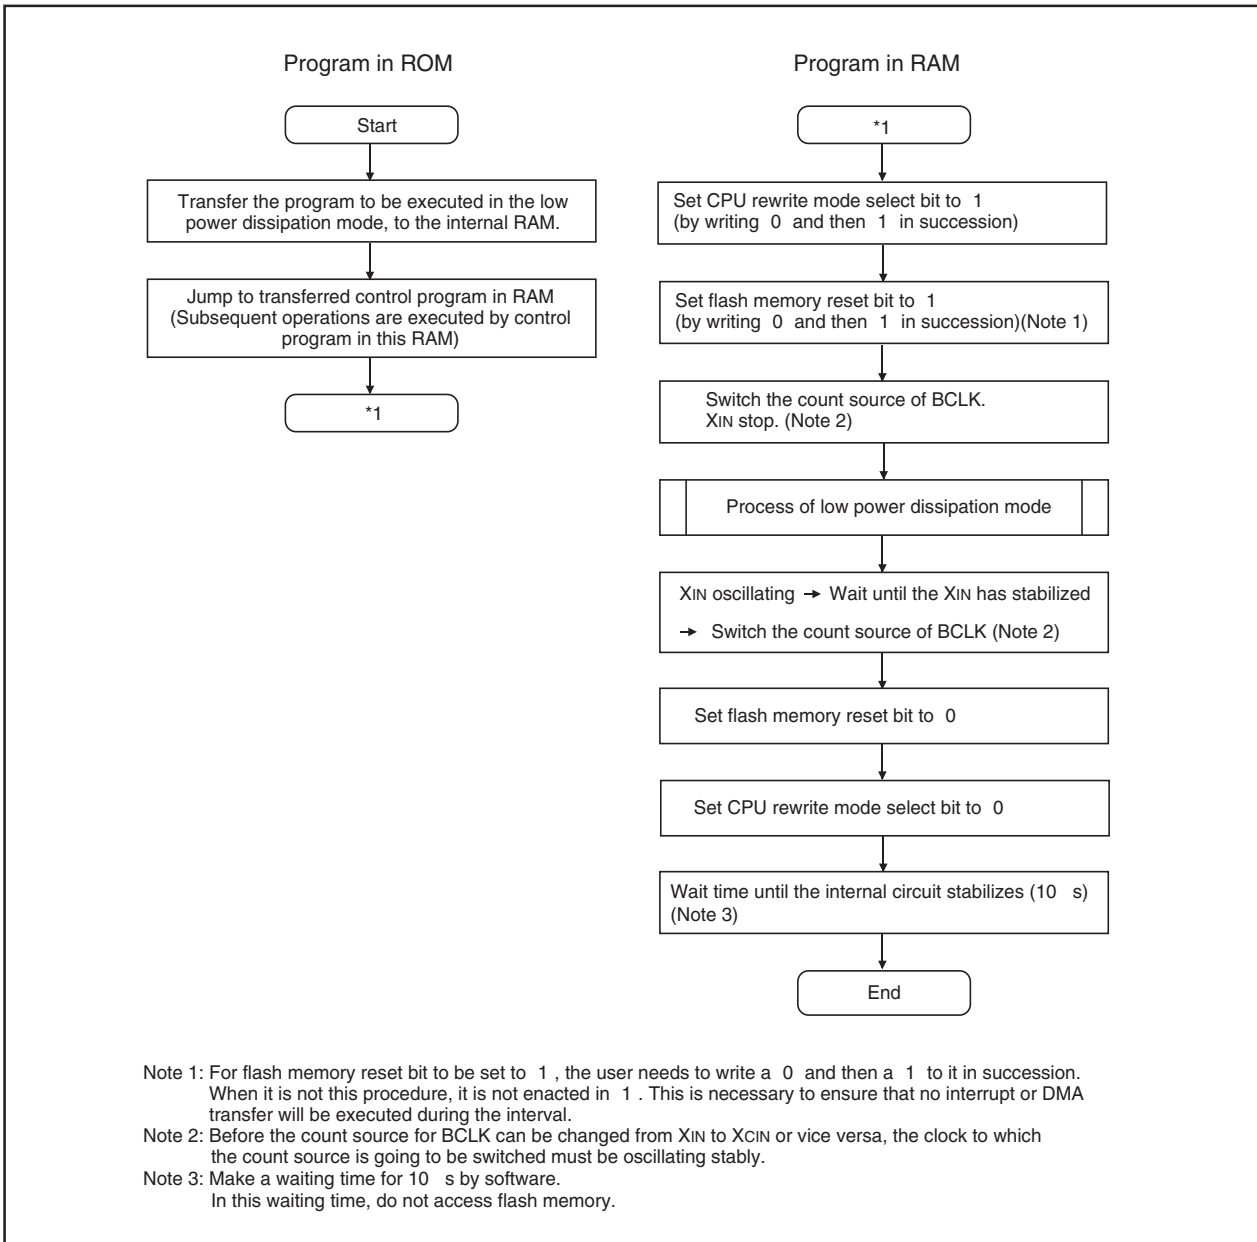 Program in ROM
Start
Transfer the program to be executed in the low
power dissipation mode, to the internal RAM.
Jump to transferred control program in RAM
(Subsequent operations are executed by control
program in this RAM)
*1
Program in RAM
*1
Set CPU rewrite mode select bit to 1
(by writing 0 and then 1 in succession)
Set flash memory reset bit to 1
(by writing 0 and then 1 in succession)(Note 1)
Switch the count source of BCLK.
XIN stop. (Note 2)
Process of low power dissipation mode
XIN oscillating → Wait until the XIN has stabilized
→ Switch the count source of BCLK (Note 2)
Set flash memory reset bit to 0
Set CPU rewrite mode select bit to 0
Wait time until the internal circuit stabilizes (10 s)
(Note 3)
End
Note 1: For flash memory reset bit to be set to 1 , the user needs to write a 0 and then a 1 to it in succession.
When it is not this procedure, it is not enacted in 1 . This is necessary to ensure that no interrupt or DMA
transfer will be executed during the interval.
Note 2: Before the count source for BCLK can be changed from XIN to XCIN or vice versa, the clock to which
the count source is going to be switched must be oscillating stably.
Note 3: Make a waiting time for 10 s by software.
In this waiting time, do not access flash memory.